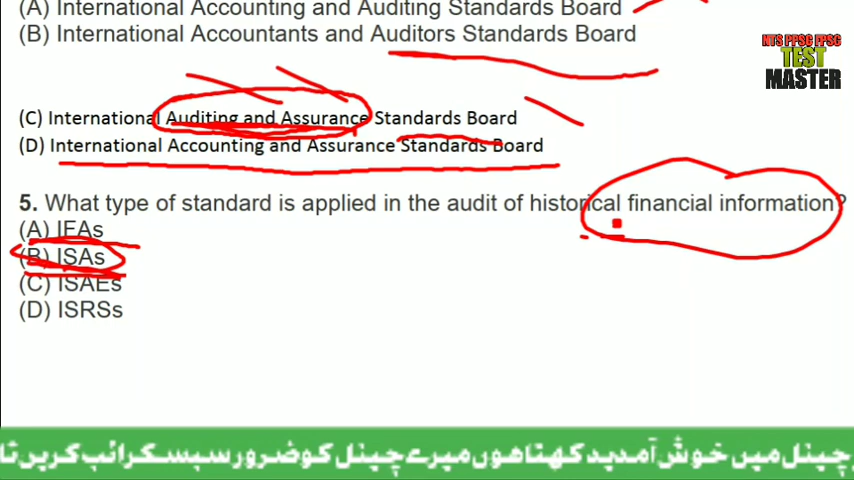 (A) International Accounting and Auditing Standards Board
(B) International Accountants and Auditors Standards Board
NTS PPSC FPSC
TEST
MASTER
(C) International Auditing and Assurance Standards Board
(D) International Accounting and Assurance Standards Board
5. What type of standard is applied in the audit of historical financial information?
(A) IFAs
(B) ISAs
(C) ISAEs
(D) ISRSs
چینل میں خوش آمدید کہتا ھوں میرے چینل کو ضرور سبسکرائب کریں